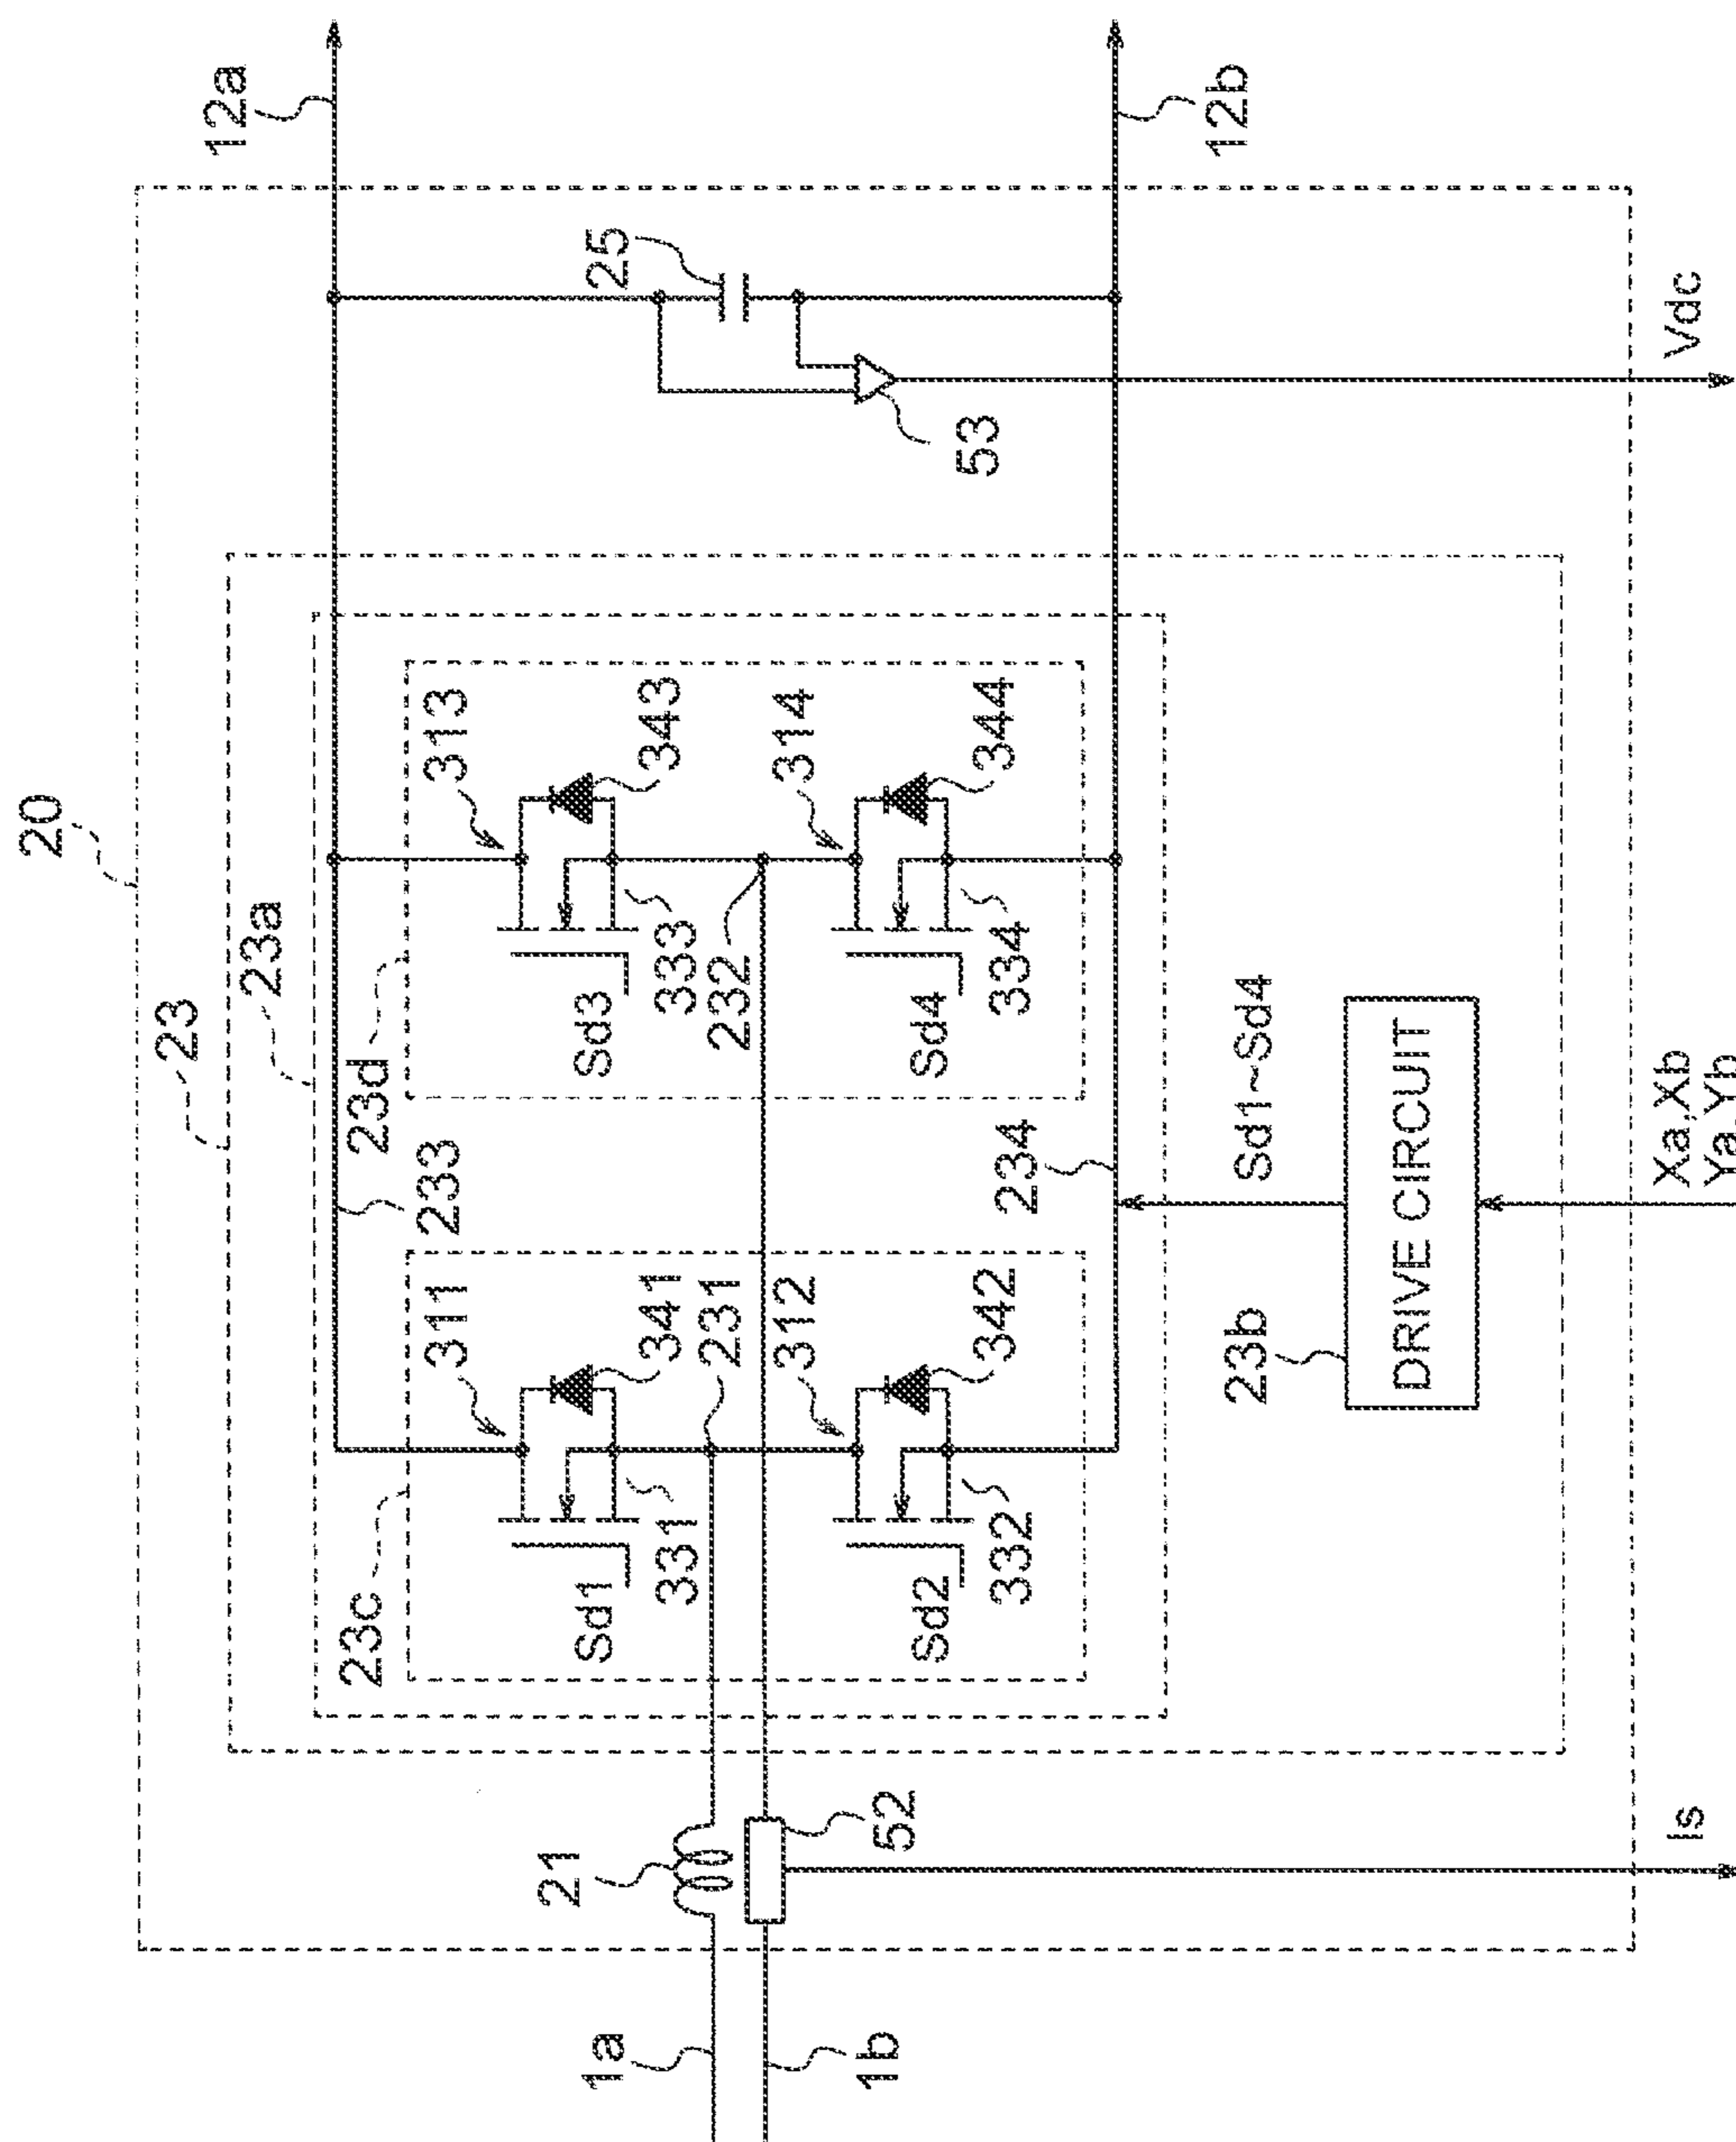 20
23
23a
23d
233
23c
311
341
Sd1
331
231
312
342
Sd2
332
313
343
Sd3
333
232
314
344
Sd4
334
234
Sd1~Sd4
23b
DRIVE CIRCUIT
Xa,Xb
Ya,Yb
12a
12b
25
53
Vdc
21
52
Is
1a
1b